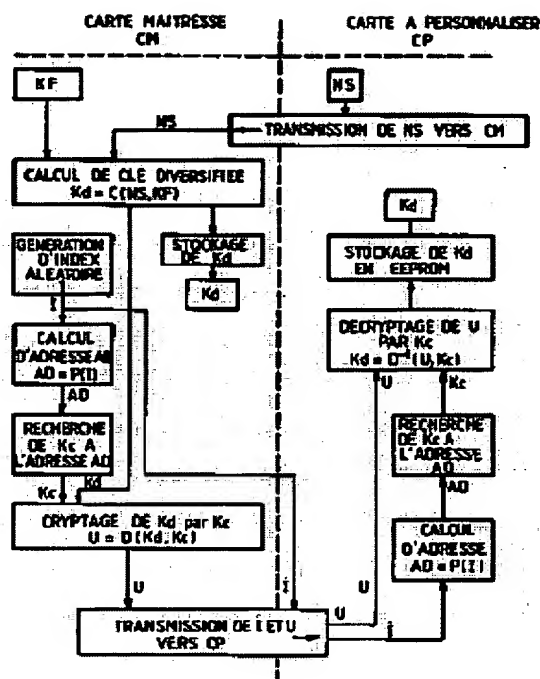 CARTE MAITRESSE
CM
CARTE A PERSONNALISER
CP
KF
NS
NS
TRANSMISSION DE NS VERS CM
CALCUL DE CLE DIVERSIFIEE
Kd = C(NS,KF)
GENERATION
D'INDEX
ALEATOIRE
STOCKAGE
DE Kd
Kd
Kd
STOCKAGE DE Kd
EN EEPROM
I
CALCUL
D'ADRESSE AD
AD = P(I)
DECRYPTAGE DE U
PAR Kc
Kd = D⁻¹(U,Kc)
AD
U
Kc
RECHERCHE
DE Kc A
L'ADRESSE AD
RECHERCHE
DE Kc A
L'ADRESSE
AD
Kc
Kd
AD
CRYPTAGE DE Kd par Kc
U = D(Kd,Kc)
CALCUL
D'ADRESSE
AD = P(I)
U
I
U
U
I
TRANSMISSION DE I ET U
VERS CP